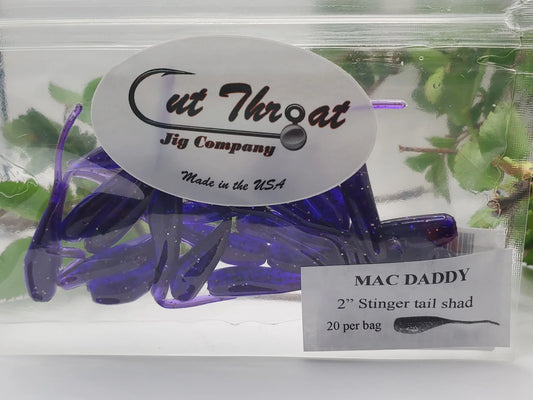 Cut Throat
Jig Company
Made in the USA
MAC DADDY
2” Stinger tail shad
20 per bag